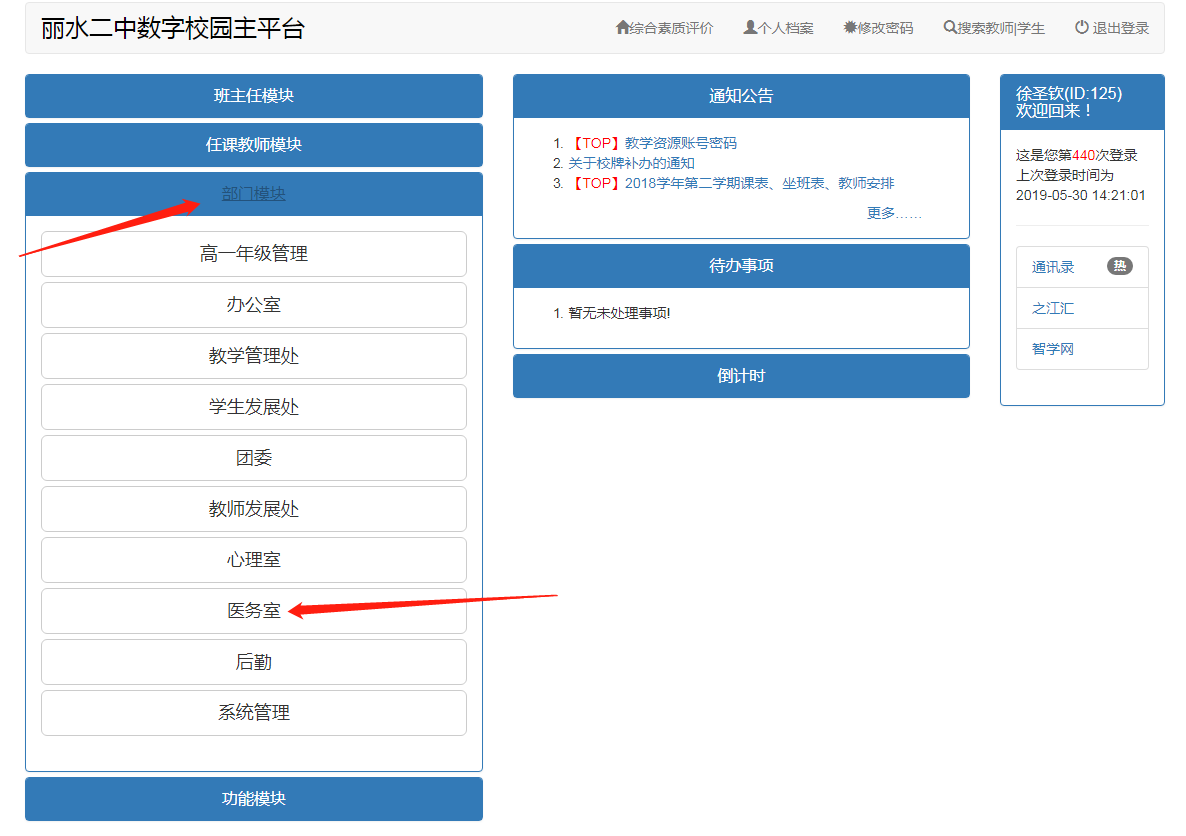 丽水二中数字校园主平台
综合素质评价 个人档案 修改密码 搜索教师|学生 退出登录
班主任模块
任课教师模块
部门模块
高一年级管理
办公室
教学管理处
学生发展处
团委
教师发展处
心理室
医务室
后勤
系统管理
功能模块
通知公告
1. 【TOP】教学资源账号密码
2. 关于校牌补办的通知
3. 【TOP】2018学年第二学期课表、坐班表、教师安排
更多……
待办事项
1. 暂无未处理事项!
倒计时
徐圣钦(ID:125)
欢迎回来！
这是您第440次登录
上次登录时间为
2019-05-30 14:21:01
通讯录 热
之江汇
智学网